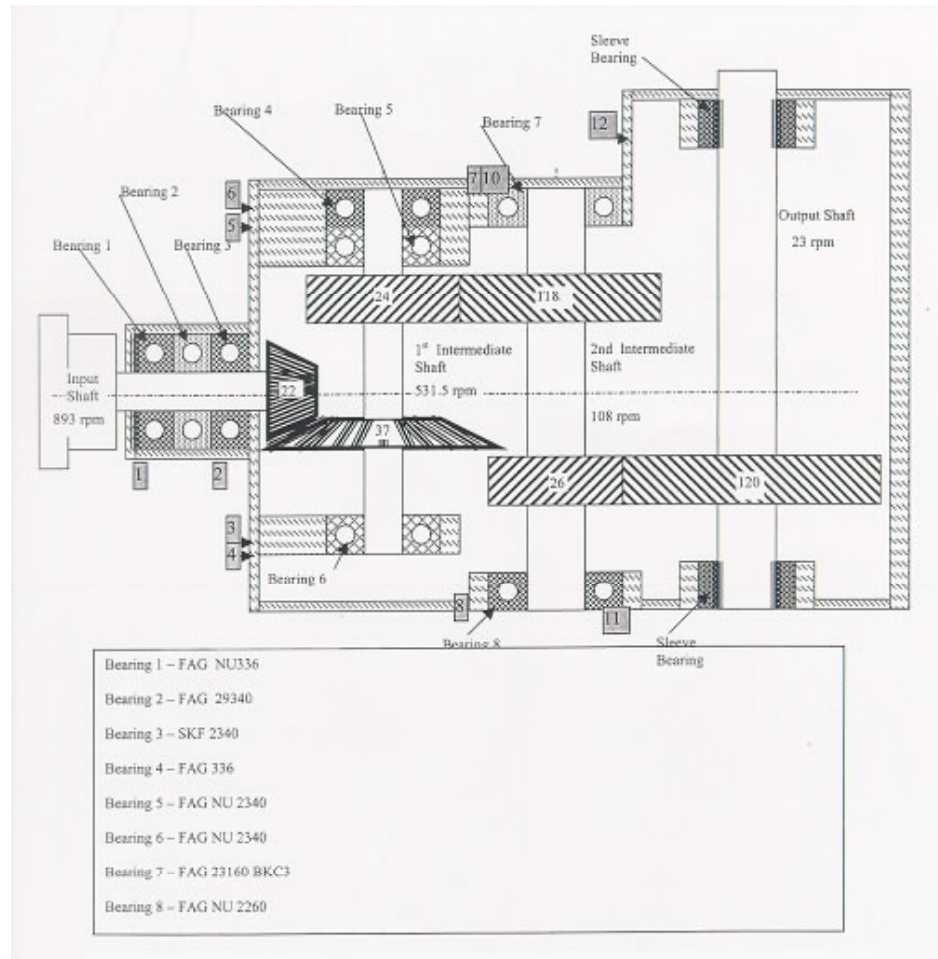 Sleeve
Bearing
Bearing 4
Bearing 5
Bearing 7
12
7 10
6
5
Bearing 2
Bearing 1
Bearing 3
Output Shaft
23 rpm
24
118
1st Intermediate
Shaft
531.5 rpm
2nd Intermediate
Shaft
108 rpm
Input
Shaft
893 rpm
22
37
26
120
1
2
3
4
Bearing 6
8
11
Bearing 8
Sleeve
Bearing
Bearing 1 – FAG NU336
Bearing 2 – FAG 29340
Bearing 3 – SKF 2340
Bearing 4 – FAG 336
Bearing 5 – FAG NU 2340
Bearing 6 – FAG NU 2340
Bearing 7 – FAG 23160 BKC3
Bearing 8 – FAG NU 2260